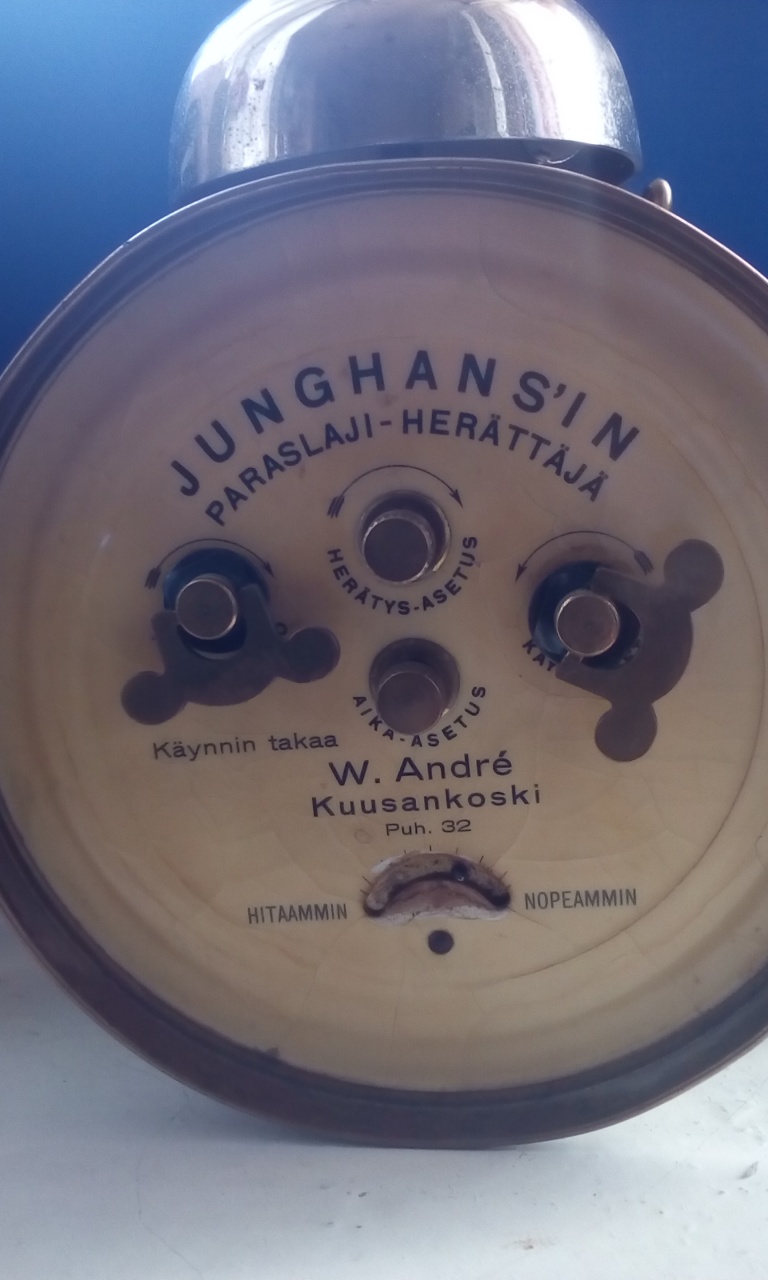 JUNGHANS'IN
PARASLAJI-HERÄTTÄJÄ
HERÄTYS-ASETUS
AIKA-ASETUS
Käynnin takaa
W. André
Kuusankoski
Puh. 32
HITAAMMIN
NOPEAMMIN